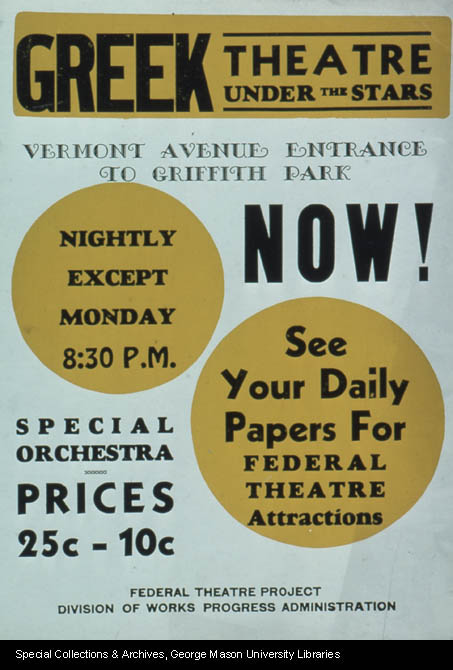 GREEK THEATRE
UNDER THE STARS
VERMONT AVENUE ENTRANCE
TO GRIFFITH PARK
NOW!
NIGHTLY
EXCEPT
MONDAY
8:30 P.M.
See
Your Daily
Papers For
FEDERAL
THEATRE
Attractions
SPECIAL
ORCHESTRA
PRICES
25c - 10c
FEDERAL THEATRE PROJECT
DIVISION OF WORKS PROGRESS ADMINISTRATION
Special Collections & Archives, George Mason University Libraries